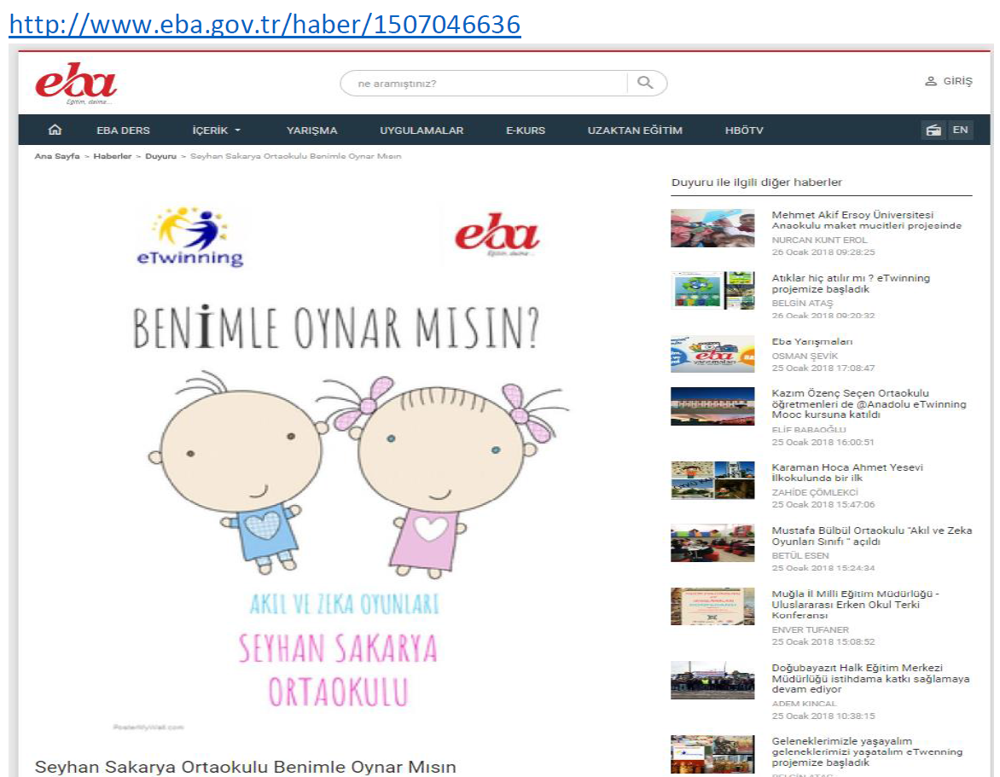 http://www.eba.gov.tr/haber/1507046636
eba
Eğitim, daima...
ne aramıştınız?
GİRİŞ
EBA DERS
İÇERİK
YARIŞMA
UYGULAMALAR
E-KURS
UZAKTAN EĞİTİM
HBÖTV
EN
Ana Sayfa > Haberler > Duyuru > Seyhan Sakarya Ortaokulu Benimle Oynar Mısın
eTwinning
eba
Eğitim, daima...
BENİMLE OYNAR MISIN?
AKIL VE ZEKA OYUNLARI
SEYHAN SAKARYA
ORTAOKULU
PosterMyWall.com
Seyhan Sakarya Ortaokulu Benimle Oynar Mısın
Duyuru ile ilgili diğer haberler
Mehmet Akif Ersoy Üniversitesi
Anaokulu maket mucitleri projesinde
NURCAN KUNT EROL
26 Ocak 2018 09:28:25
Atıklar hiç atılır mı ? eTwinning
projemize başladık
BELGİN ATAŞ
26 Ocak 2018 09:20:32
eba
yarışmaları
Eba Yarışmaları
OSMAN ŞEVİK
25 Ocak 2018 17:08:47
Kazım Özenç Seçen Ortaokulu
öğretmenleri de @Anadolu eTwinning
Mooc kursuna katıldı
ELİF BABAOĞLU
25 Ocak 2018 16:00:51
Karaman Hoca Ahmet Yesevi
İlkokulunda bir ilk
ZAHİDE ÇÖMLEKCİ
25 Ocak 2018 15:47:06
Mustafa Bülbül Ortaokulu "Akıl ve Zeka
Oyunları Sınıfı " açıldı
BETÜL ESEN
25 Ocak 2018 15:24:34
Muğla İl Milli Eğitim Müdürlüğü -
Uluslararası Erken Okul Terki
Konferansı
ENVER TUFANER
25 Ocak 2018 15:08:52
Doğubayazıt Halk Eğitim Merkezi
Müdürlüğü istihdama katkı sağlamaya
devam ediyor
ADEM KINCAL
25 Ocak 2018 10:38:15
Geleneklerimizle yaşayalım
geleneklerimizi yaşatalım eTwenning
projemize başladık
BELGİN ATAŞ